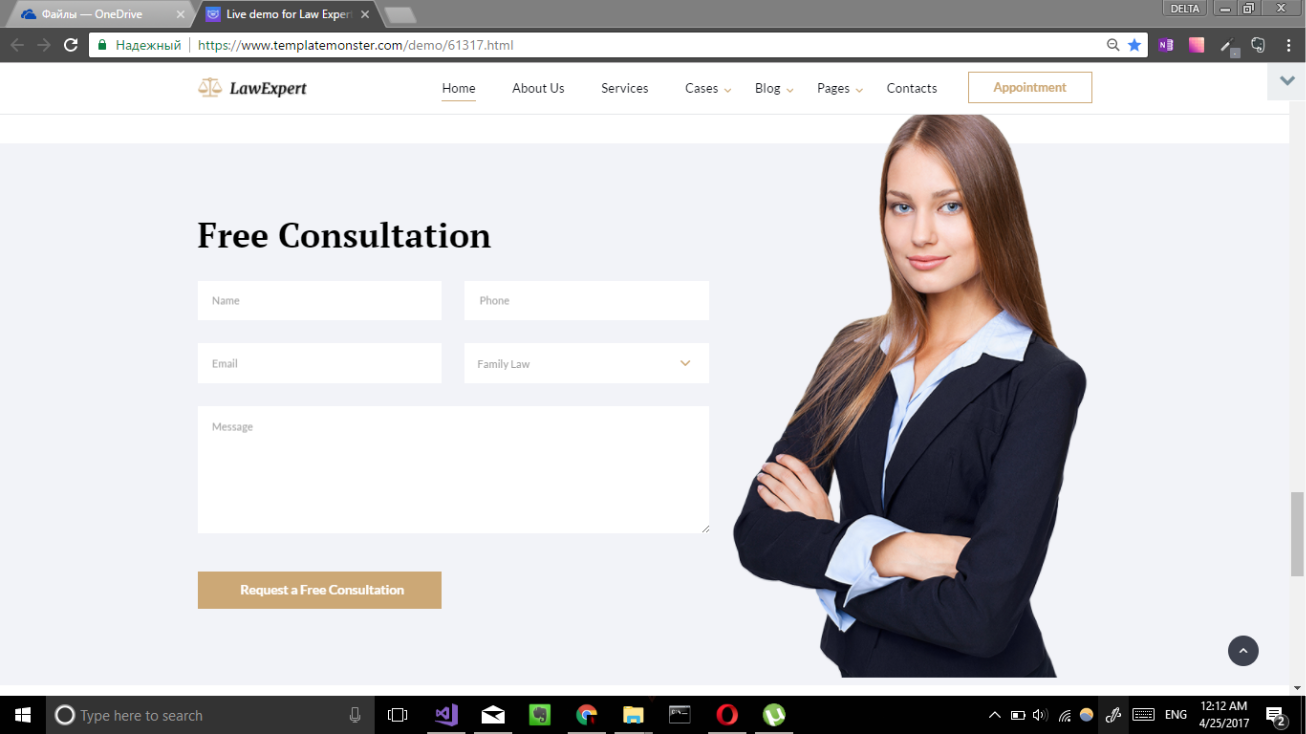 Файлы — OneDrive
Live demo for Law Exper
DELTA
Надежный
https://www.templatemonster.com/demo/61317.html
LawExpert
Home
About Us
Services
Cases
Blog
Pages
Contacts
Appointment
Free Consultation
Name
Phone
Email
Family Law
Message
Request a Free Consultation
Type here to search
ENG
12:12 AM
4/25/2017
2